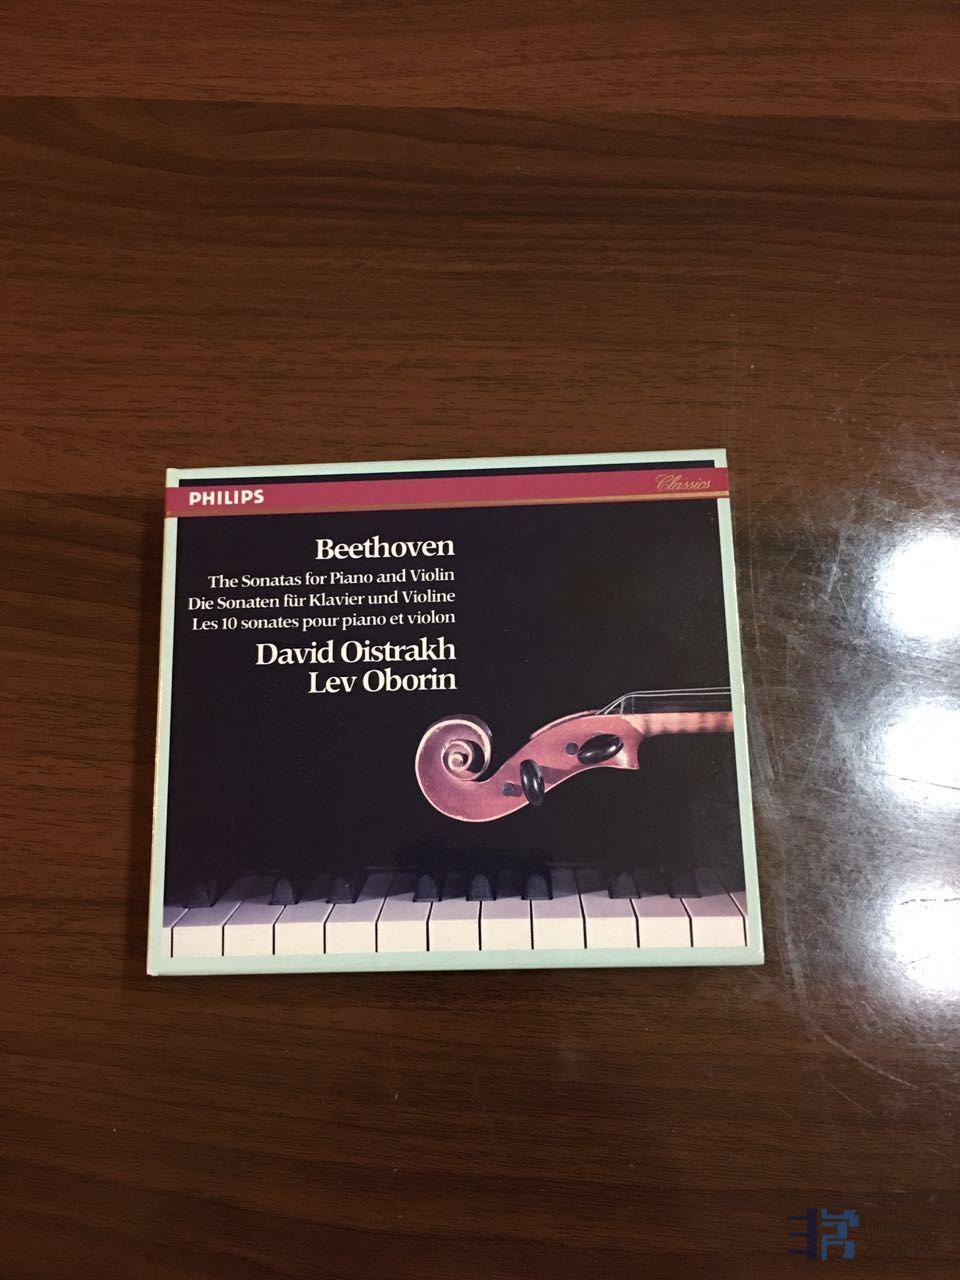 PHILIPS
Classics
Beethoven
The Sonatas for Piano and Violin
Die Sonaten für Klavier und Violine
Les 10 sonates pour piano et violon
David Oistrakh
Lev Oborin